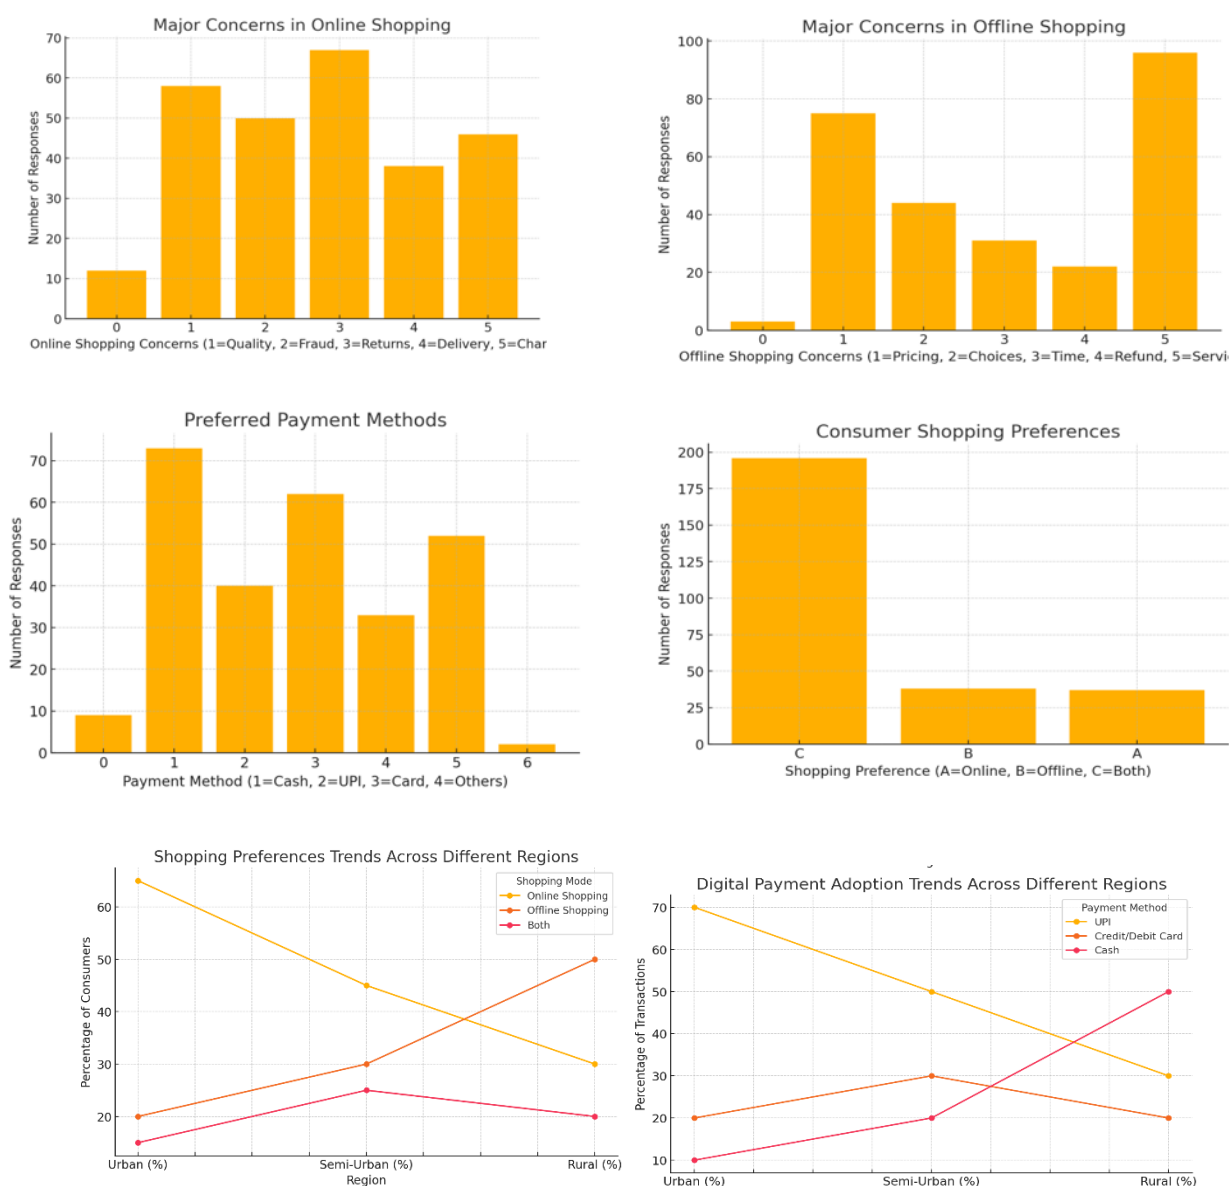 Major Concerns in Online Shopping
Number of Responses
70
60
50
40
30
20
10
0
0 1 2 3 4 5
Online Shopping Concerns (1=Quality, 2=Fraud, 3=Returns, 4=Delivery, 5=Char
Major Concerns in Offline Shopping
Number of Responses
100
80
60
40
20
0
0 1 2 3 4 5
Offline Shopping Concerns (1=Pricing, 2=Choices, 3=Time, 4=Refund, 5=Servi
Preferred Payment Methods
Number of Responses
70
60
50
40
30
20
10
0
0 1 2 3 4 5 6
Payment Method (1=Cash, 2=UPI, 3=Card, 4=Others)
Consumer Shopping Preferences
Number of Responses
200
175
150
125
100
75
50
25
0
C B A
Shopping Preference (A=Online, B=Offline, C=Both)
Shopping Preferences Trends Across Different Regions
Shopping Mode
Online Shopping
Offline Shopping
Both
Percentage of Consumers
60
50
40
30
20
Urban (%) Semi-Urban (%) Rural (%)
Region
Digital Payment Adoption Trends Across Different Regions
Payment Method
UPI
Credit/Debit Card
Cash
Percentage of Transactions
70
60
50
40
30
20
10
Urban (%) Semi-Urban (%) Rural (%)